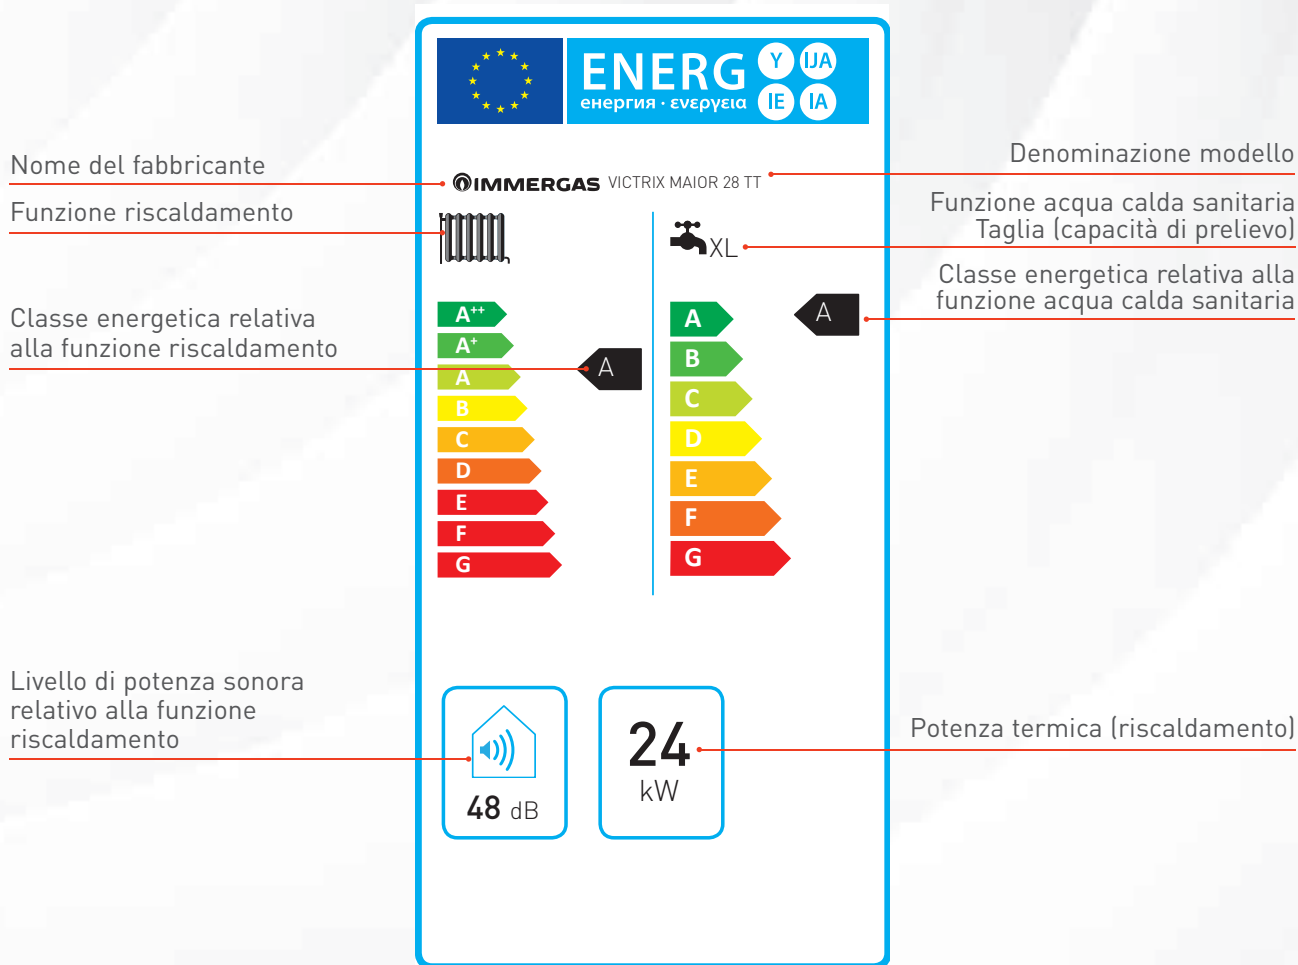 ENERG
енергия · ενεργεια
Y
IJA
IE
IA
Nome del fabbricante
Funzione riscaldamento
Classe energetica relativa
alla funzione riscaldamento
Livello di potenza sonora
relativo alla funzione
riscaldamento
IMMERGAS VICTRIX MAIOR 28 TT
XL
A++
A+
A
B
C
D
E
F
G
A
A
B
C
D
E
F
G
A
48 dB
24
kW
Denominazione modello
Funzione acqua calda sanitaria
Taglia (capacità di prelievo)
Classe energetica relativa alla
funzione acqua calda sanitaria
Potenza termica (riscaldamento)